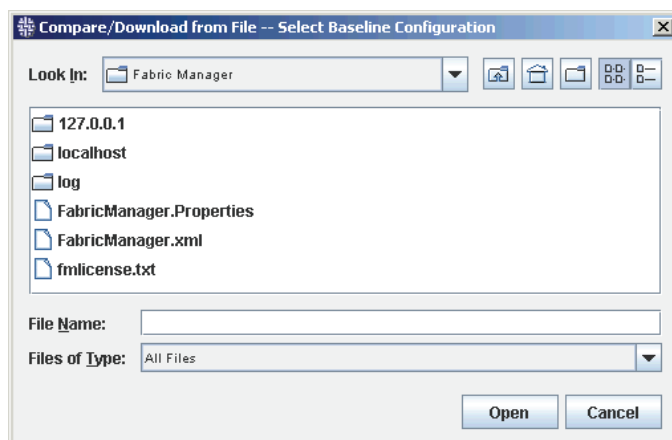 Compare/Download from File -- Select Baseline Configuration
Look In: Fabric Manager
127.0.0.1
localhost
log
FabricManager.Properties
FabricManager.xml
fmlicense.txt
File Name:
Files of Type: All Files
Open Cancel